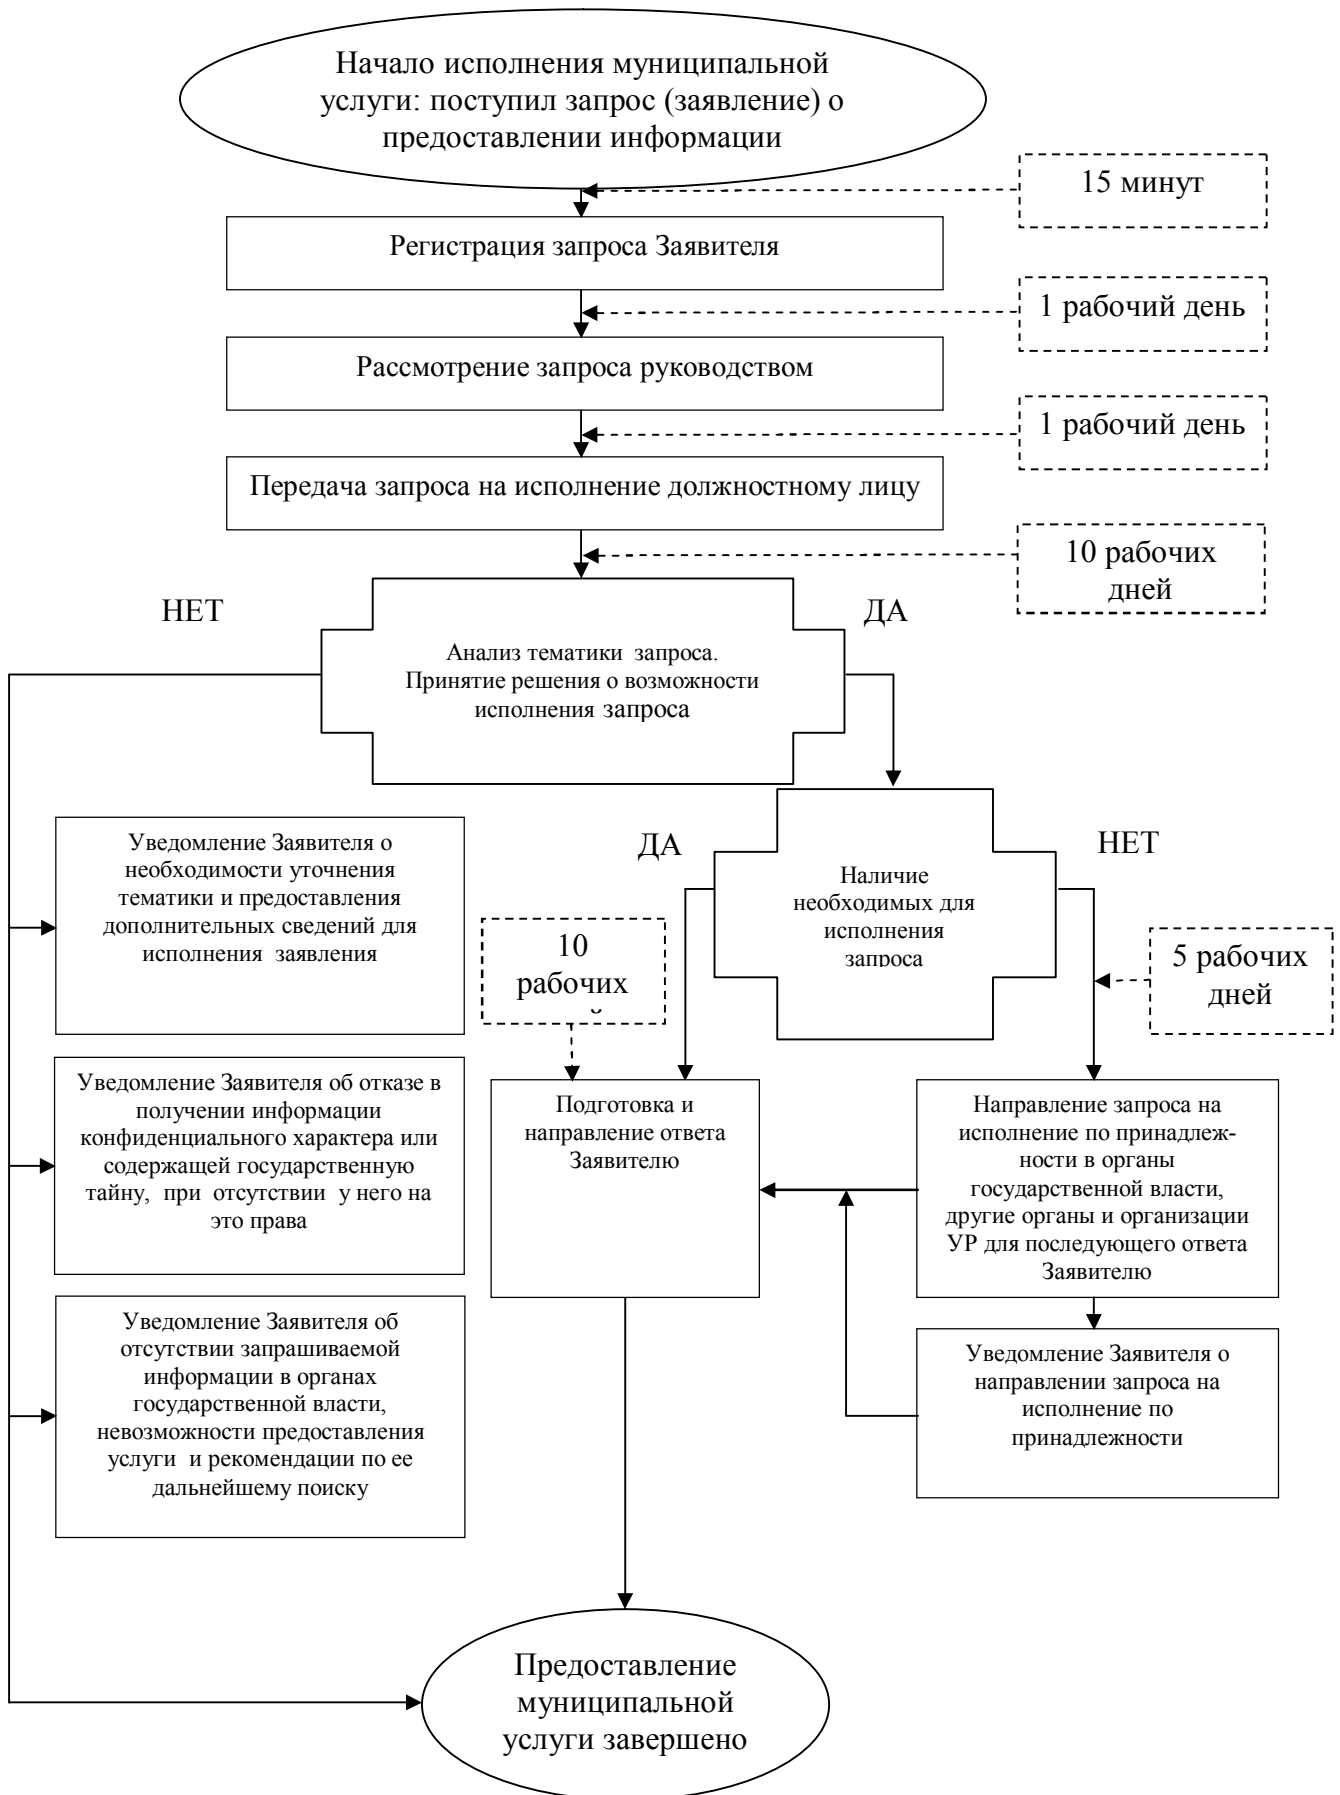 Начало исполнения муниципальной
услуги: поступил запрос (заявление) о
предоставлении информации
15 минут
Регистрация запроса Заявителя
1 рабочий день
Рассмотрение запроса руководством
1 рабочий день
Передача запроса на исполнение должностному лицу
10 рабочих
дней
НЕТ
ДА
Анализ тематики запроса.
Принятие решения о возможности
исполнения запроса
Уведомление Заявителя о
необходимости уточнения
тематики и предоставления
дополнительных сведений для
исполнения заявления
ДА
НЕТ
Наличие
необходимых для
исполнения
запроса
10
рабочих
5 рабочих
дней
Уведомление Заявителя об отказе в
получении информации
конфиденциального характера или
содержащей государственную
тайну, при отсутствии у него на
это права
Подготовка и
направление ответа
Заявителю
Направление запроса на
исполнение по принадлеж-
ности в органы
государственной власти,
другие органы и организации
УР для последующего ответа
Заявителю
Уведомление Заявителя об
отсутствии запрашиваемой
информации в органах
государственной власти,
невозможности предоставления
услуги и рекомендации по ее
дальнейшему поиску
Уведомление Заявителя о
направлении запроса на
исполнение по
принадлежности
Предоставление
муниципальной
услуги завершено